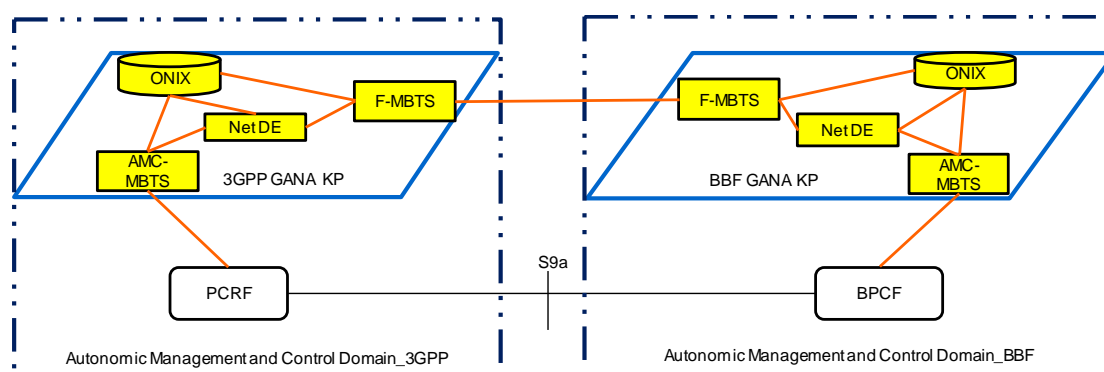 ONIX
F-MBTS
Net DE
AMC-
MBTS
3GPP GANA KP
PCRF
Autonomic Management and Control Domain_3GPP
S9a
ONIX
F-MBTS
Net DE
AMC-
MBTS
BBF GANA KP
BPCF
Autonomic Management and Control Domain_BBF